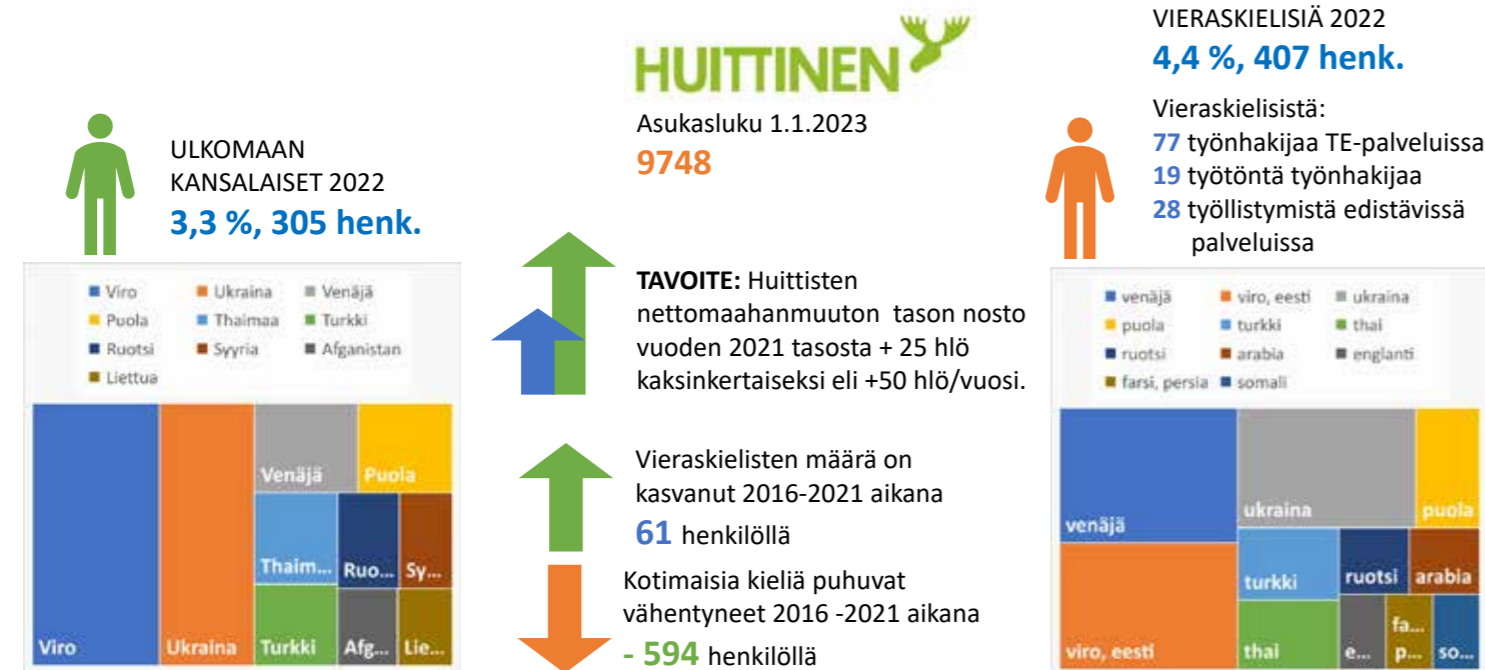 HUITTINEN
Asukasluku 1.1.2023
9748
ULKOMAAN
KANSALAISET 2022
3,3 %, 305 henk.
Viro
Ukraina
Venäjä
Puola
Thaimaa
Turkki
Ruotsi
Syyria
Afganistan
Liettua
Viro
Ukraina
Venäjä
Puola
Thaim...
Ruo...
Sy...
Turkki
Afg...
Lie...
TAVOITE: Huittisten
nettomaahanmuuton tason nosto
vuoden 2021 tasosta + 25 hlö
kaksinkertaiseksi eli +50 hlö/vuosi.
Vieraskielisten määrä on
kasvanut 2016-2021 aikana
61 henkilöllä
Kotimaisia kieliä puhuvat
vähentyneet 2016 -2021 aikana
- 594 henkilöllä
VIERASKIELISIÄ 2022
4,4 %, 407 henk.
Vieraskielisistä:
77 työnhakijaa TE-palveluissa
19 työtöntä työnhakijaa
28 työllistymistä edistävissä
palveluissa
venäjä
viro, eesti
ukraina
puola
turkki
thai
ruotsi
arabia
englanti
farsi, persia
somali
venäjä
viro, eesti
ukraina
puola
turkki
ruotsi
arabia
thai
e...
fa...
p...
so...